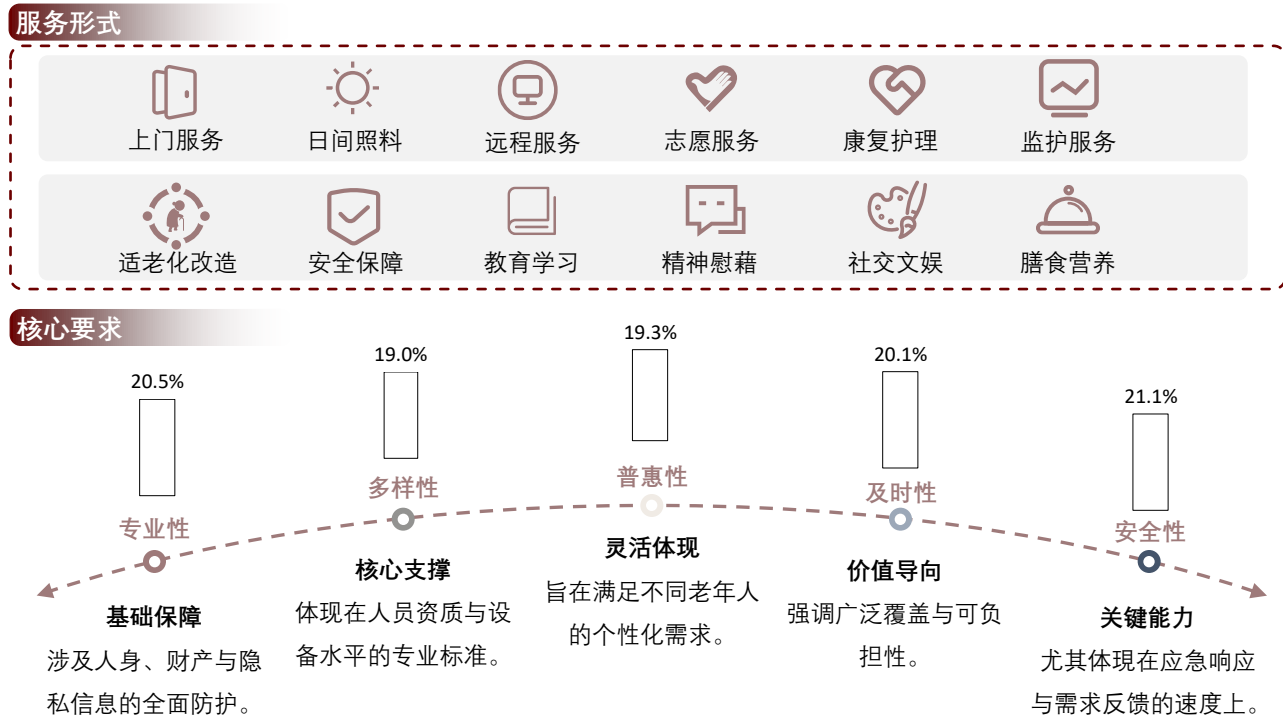 服务形式
上门服务
日间照料
远程服务
志愿服务
康复护理
监护服务
适老化改造
安全保障
教育学习
精神慰藉
社交文娱
膳食营养
核心要求
20.5%
专业性
基础保障
涉及人身、财产与隐
私信息的全面防护。
19.0%
多样性
核心支撑
体现在人员资质与设
备水平的专业标准。
19.3%
普惠性
灵活体现
旨在满足不同老年人
的个性化需求。
20.1%
及时性
价值导向
强调广泛覆盖与可负
担性。
21.1%
安全性
关键能力
尤其体現在应急响应
与需求反馈的速度上。